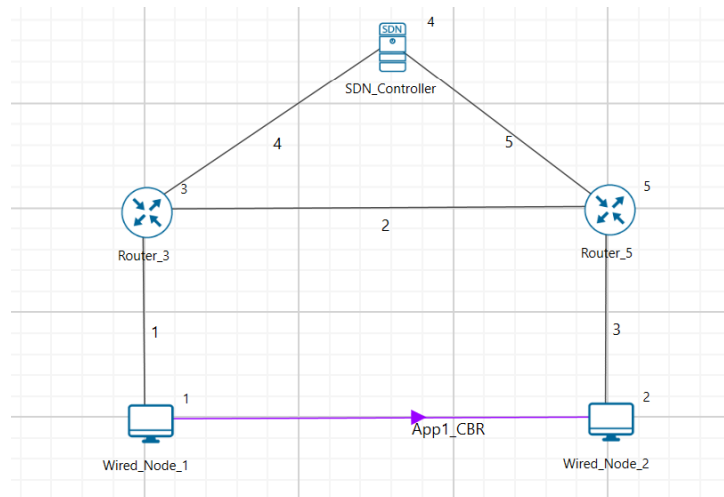 SDN
4
SDN_Controller
4
5
3
5
2
Router_3
Router_5
1
3
1
2
App1_CBR
Wired_Node_1
Wired_Node_2